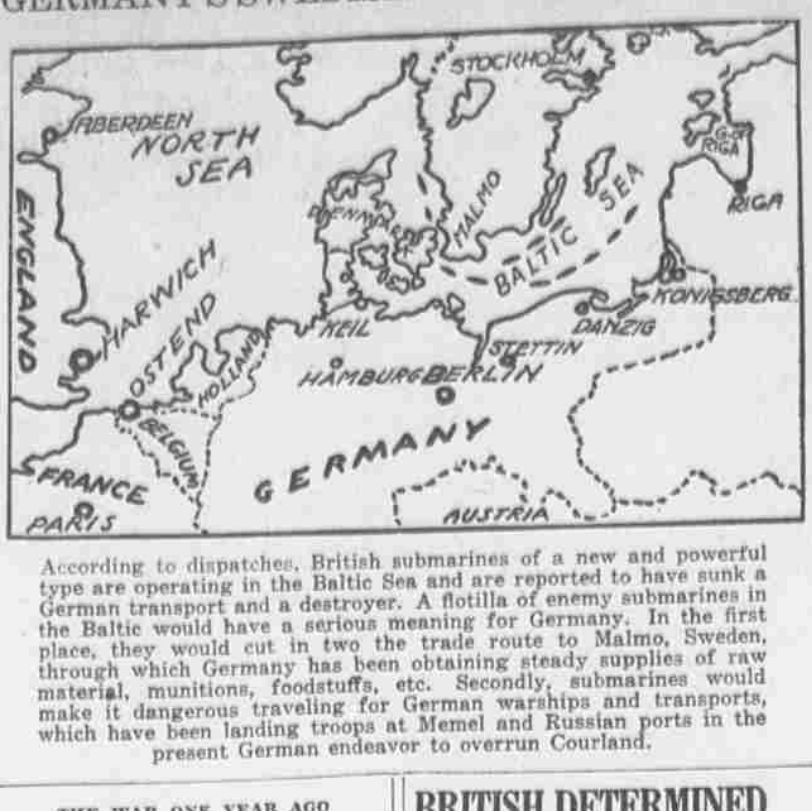 GERMANY'S
STOCKHOLM
ABERDEEN
NORTH
SEA
G. OF
RIGA
RIGA
ENGLAND
DENMARK
MALMO
BALTIC SEA
HARWICH
KONIGSBERG
OSTEND
HOLLAND
KEIL
DANZIG
STETTIN
HAMBURG
BERLIN
BELGIUM
GERMANY
FRANCE
PARIS
AUSTRIA
According to dispatches, British submarines of a new and powerful
type are operating in the Baltic Sea and are reported to have sunk a
German transport and a destroyer. A flotilla of enemy submarines in
the Baltic would have a serious meaning for Germany. In the first
place, they would cut in two the trade route to Malmo, Sweden,
through which Germany has been obtaining steady supplies of raw
material, munitions, foodstuffs, etc. Secondly, submarines would
make it dangerous traveling for German warships and transports,
which have been landing troops at Memel and Russian ports in the
present German endeavor to overrun Courland.
THE WAR ONE YEAR AGO
BRITISH DETERMINED